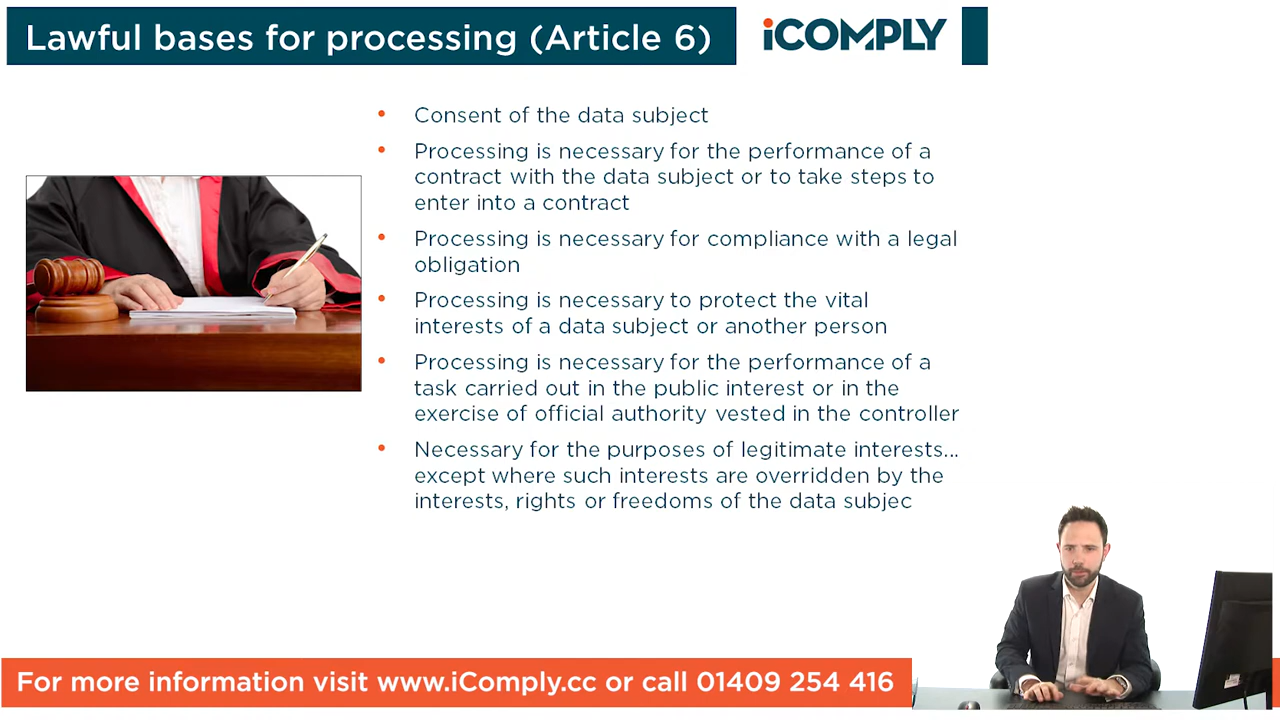 Lawful bases for processing (Article 6)
iCOMPLY
• Consent of the data subject
• Processing is necessary for the performance of a
contract with the data subject or to take steps to
enter into a contract
• Processing is necessary for compliance with a legal
obligation
• Processing is necessary to protect the vital
interests of a data subject or another person
• Processing is necessary for the performance of a
task carried out in the public interest or in the
exercise of official authority vested in the controller
• Necessary for the purposes of legitimate interests...
except where such interests are overridden by the
interests, rights or freedoms of the data subjec
For more information visit www.iComply.cc or call 01409 254 416